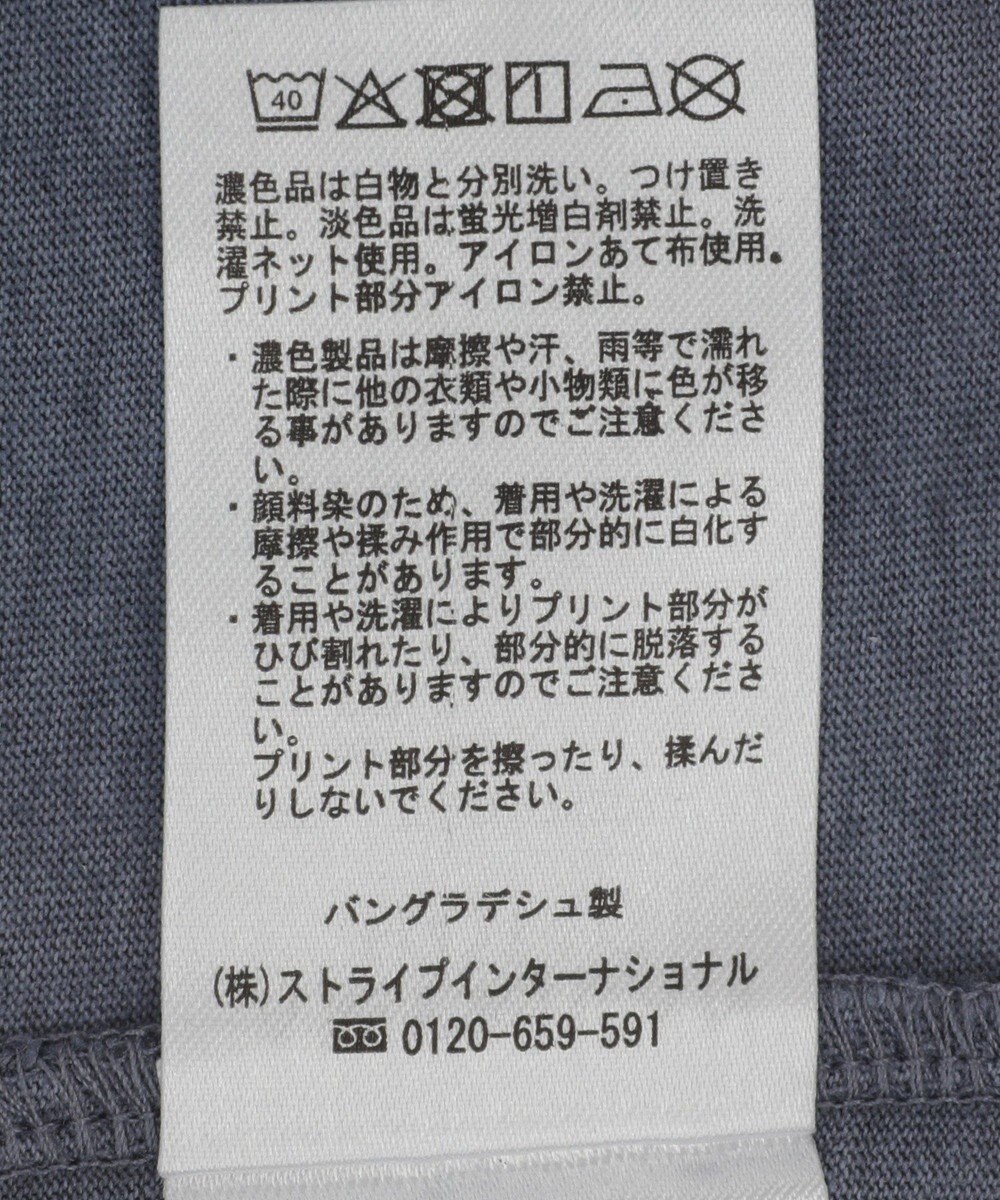 40
濃色品は白物と分別洗い。つけ置き
禁止。淡色品は蛍光増白剤禁止。洗
濯ネット使用。アイロンあて布使用。
プリント部分アイロン禁止。
・濃色製品は摩擦や汗、雨等で濡れ
た際に他の衣類や小物類に色が移
る事がありますのでご注意くださ
い。
・顔料染のため、着用や洗濯による
摩擦や揉み作用で部分的に白化す
ることがあります。
・着用や洗濯によりプリント部分が
ひび割れたり、部分的に脱落する
ことがありますのでご注意くださ
い。
プリント部分を擦ったり、揉んだ
りしないでください。
バングラデシュ製
(株)ストライプインターナショナル
0120-659-591